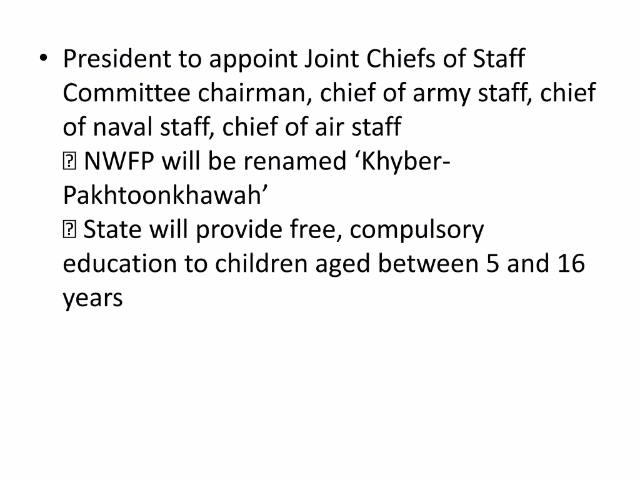 • President to appoint Joint Chiefs of Staff
Committee chairman, chief of army staff, chief
of naval staff, chief of air staff
⍰ NWFP will be renamed ‘Khyber-
Pakhtoonkhawah’
⍰ State will provide free, compulsory
education to children aged between 5 and 16
years